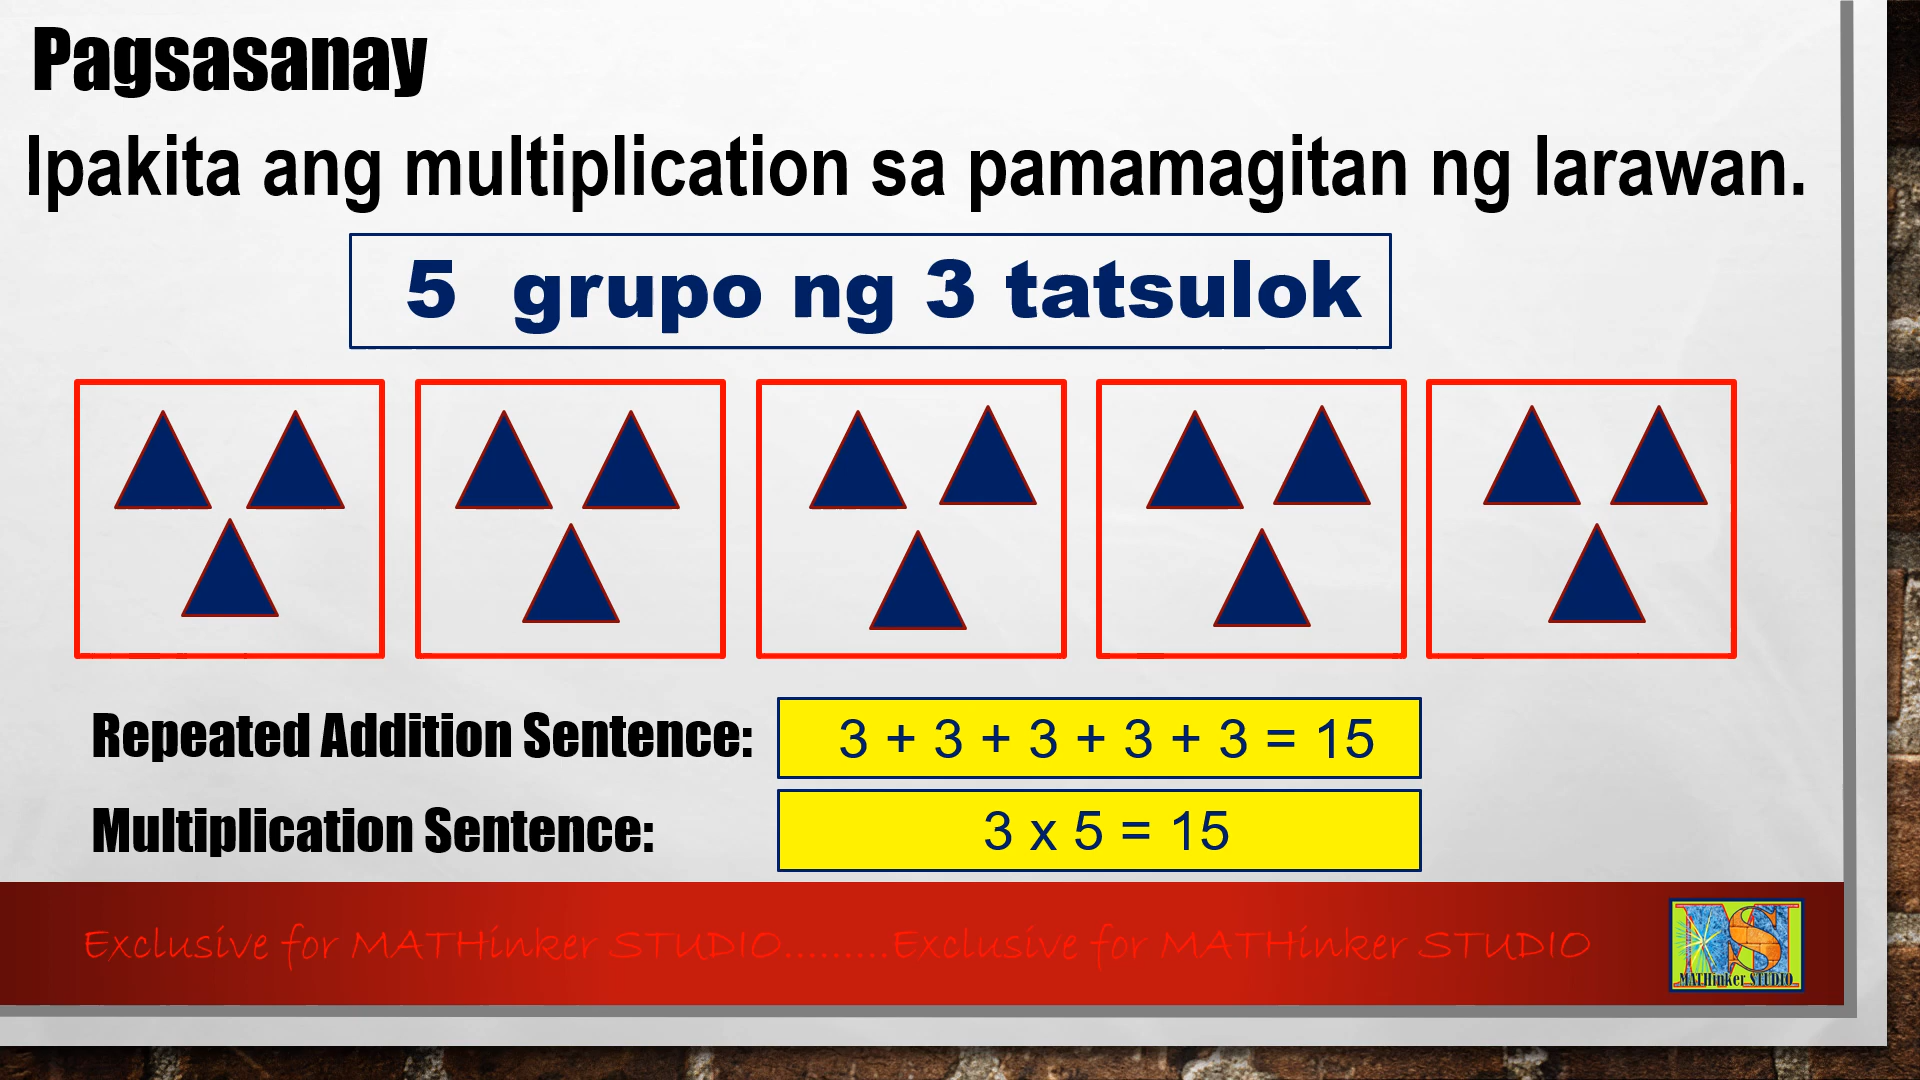 Pagsasanay
Ipakita ang multiplication sa pamamagitan ng larawan.
5 grupo ng 3 tatsulok
Repeated Addition Sentence: 3 + 3 + 3 + 3 + 3 = 15
Multiplication Sentence: 3 x 5 = 15
Exclusive for MATHinker STUDIO.........Exclusive for MATHinker STUDIO
MS
MATHinker STUDIO